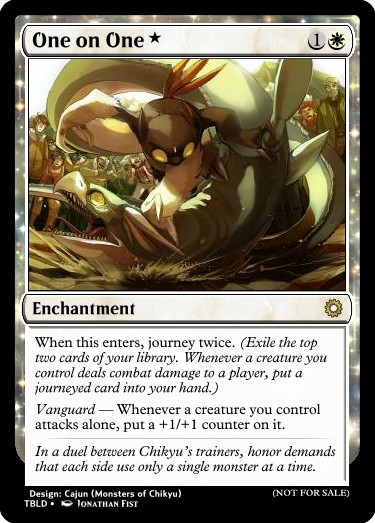 One on One ★
1
Enchantment
When this enters, journey twice. (Exile the top
two cards of your library. Whenever a creature you
control deals combat damage to a player, put a
journeyed card into your hand.)
Vanguard — Whenever a creature you control
attacks alone, put a +1/+1 counter on it.
In a duel between Chikyu's trainers, honor demands
that each side use only a single monster at a time.
Design: Cajun (Monsters of Chikyu)
(NOT FOR SALE)
TBLD • Jonathan Fist